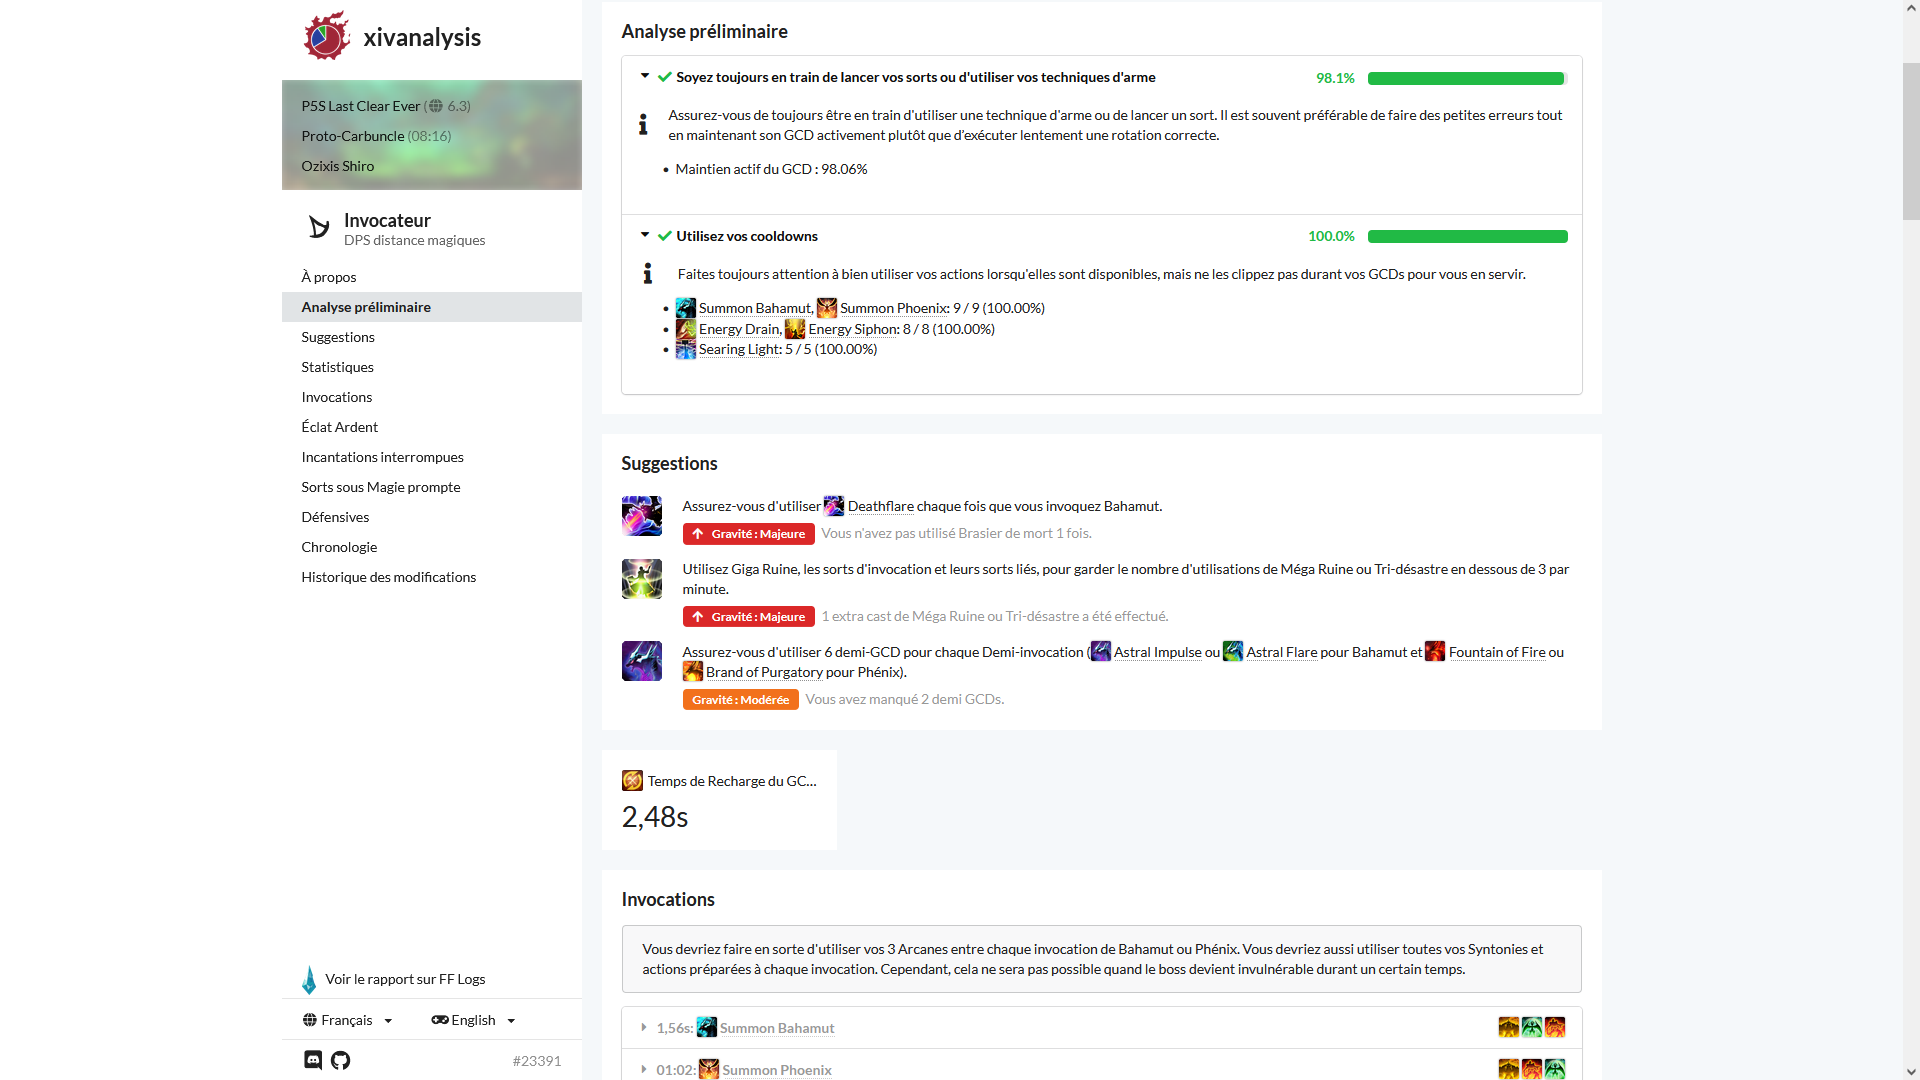 xivanalysis
P5S Last Clear Ever ( 6.3)
Proto-Carbuncle (08:16)
Ozixis Shiro
Invocateur
DPS distance magiques
À propos
Analyse préliminaire
Suggestions
Statistiques
Invocations
Éclat Ardent
Incantations interrompues
Sorts sous Magie prompte
Défensives
Chronologie
Historique des modifications
Voir le rapport sur FF Logs
Français
English
#23391
Analyse préliminaire
Soyez toujours en train de lancer vos sorts ou d'utiliser vos techniques d'arme 98.1%
Assurez-vous de toujours être en train d'utiliser une technique d'arme ou de lancer un sort. Il est souvent préférable de faire des petites erreurs tout
en maintenant son GCD activement plutôt que d'exécuter lentement une rotation correcte.
• Maintien actif du GCD : 98.06%
Utilisez vos cooldowns 100.0%
Faites toujours attention à bien utiliser vos actions lorsqu'elles sont disponibles, mais ne les clippez pas durant vos GCDs pour vous en servir.
• Summon Bahamut, Summon Phoenix: 9 / 9 (100.00%)
• Energy Drain, Energy Siphon: 8 / 8 (100.00%)
• Searing Light: 5 / 5 (100.00%)
Suggestions
Assurez-vous d'utiliser Deathflare chaque fois que vous invoquez Bahamut.
Gravité : Majeure Vous n'avez pas utilisé Brasier de mort 1 fois.
Utilisez Giga Ruine, les sorts d'invocation et leurs sorts liés, pour garder le nombre d'utilisations de Méga Ruine ou Tri-désastre en dessous de 3 par
minute.
Gravité : Majeure 1 extra cast de Méga Ruine ou Tri-désastre a été effectué.
Assurez-vous d'utiliser 6 demi-GCD pour chaque Demi-invocation ( Astral Impulse ou Astral Flare pour Bahamut et Fountain of Fire ou
Brand of Purgatory pour Phénix).
Gravité : Modérée Vous avez manqué 2 demi GCDs.
Temps de Recharge du GC...
2,48s
Invocations
Vous devriez faire en sorte d'utiliser vos 3 Arcanes entre chaque invocation de Bahamut ou Phénix. Vous devriez aussi utiliser toutes vos Syntonies et
actions préparées à chaque invocation. Cependant, cela ne sera pas possible quand le boss devient invulnérable durant un certain temps.
1,56s: Summon Bahamut
01:02: Summon Phoenix